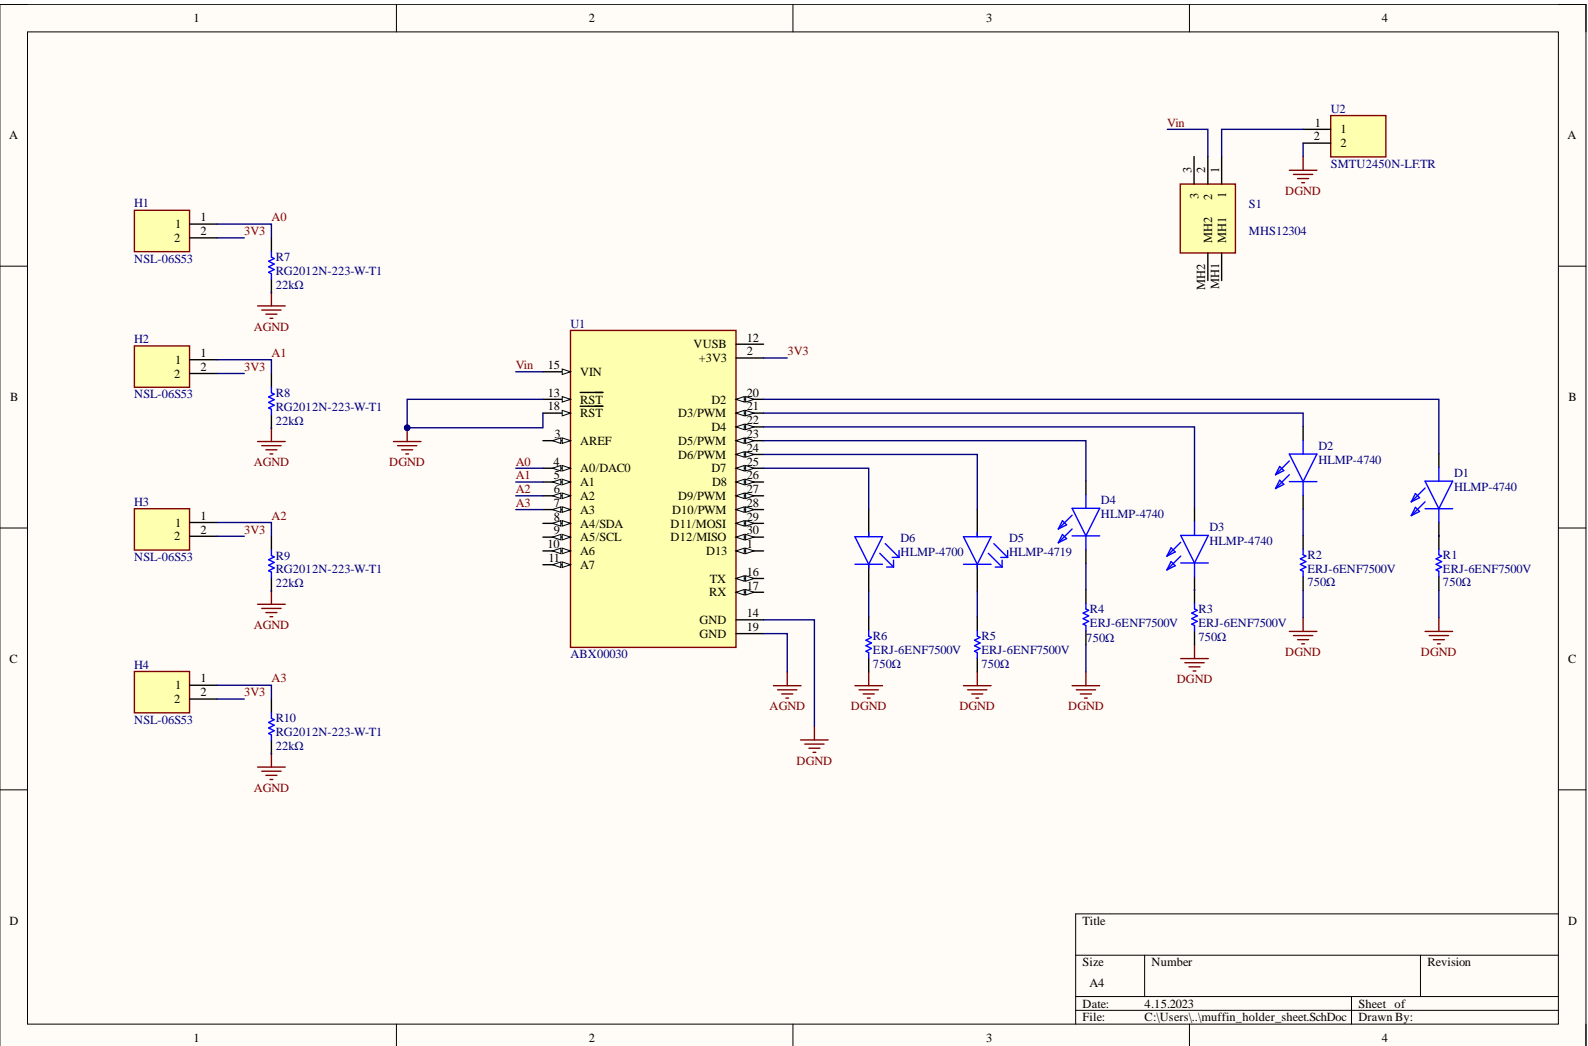 1 2 3 4
A A
B B
C C
D D
1 2 3 4
H1
1 1 A0
2 2 3V3
NSL-06S53
R7
RG2012N-223-W-T1
22kΩ
AGND
H2
1 1 A1
2 2 3V3
NSL-06S53
R8
RG2012N-223-W-T1
22kΩ
AGND
H3
1 1 A2
2 2 3V3
NSL-06S53
R9
RG2012N-223-W-T1
22kΩ
AGND
H4
1 1 A3
2 2 3V3
NSL-06S53
R10
RG2012N-223-W-T1
22kΩ
AGND
U1
VUSB 12
+3V3 2 3V3
Vin 15 VIN
13 RST
18 RST
DGND
3 AREF
A0 4 A0/DAC0
A1 5 A1
A2 6 A2
A3 7 A3
8 A4/SDA
9 A5/SCL
10 A6
11 A7
D2 20
D3/PWM 21
D4 22
D5/PWM 23
D6/PWM 24
D7 25
D8 26
D9/PWM 27
D10/PWM 28
D11/MOSI 29
D12/MISO 30
D13 1
TX 16
RX 17
GND 14
GND 19
ABX00030
AGND
DGND
D6
HLMP-4700
R6
ERJ-6ENF7500V
750Ω
DGND
D5
HLMP-4719
R5
ERJ-6ENF7500V
750Ω
DGND
D4
HLMP-4740
R4
ERJ-6ENF7500V
750Ω
DGND
D3
HLMP-4740
R3
ERJ-6ENF7500V
750Ω
DGND
D2
HLMP-4740
R2
ERJ-6ENF7500V
750Ω
DGND
D1
HLMP-4740
R1
ERJ-6ENF7500V
750Ω
DGND
Vin
3 2 1
3 2 1
MH2 MH1
MH2 MH1
S1
MHS12304
U2
1 1
2 2
SMTU2450N-LF.TR
DGND
Title
Size Number Revision
A4
Date: 4.15.2023 Sheet of
File: C:\Users\..\muffin_holder_sheet.SchDoc Drawn By: